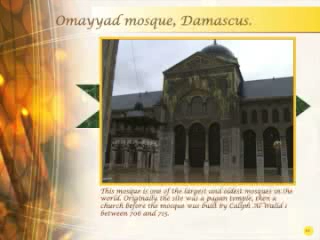 Omayyad mosque, Damascus.
This mosque is one of the largest and oldest mosques in the
world. Originally the site was a pagan temple, then a
church before the mosque was built by Caliph Al-Walid I
between 706 and 715.